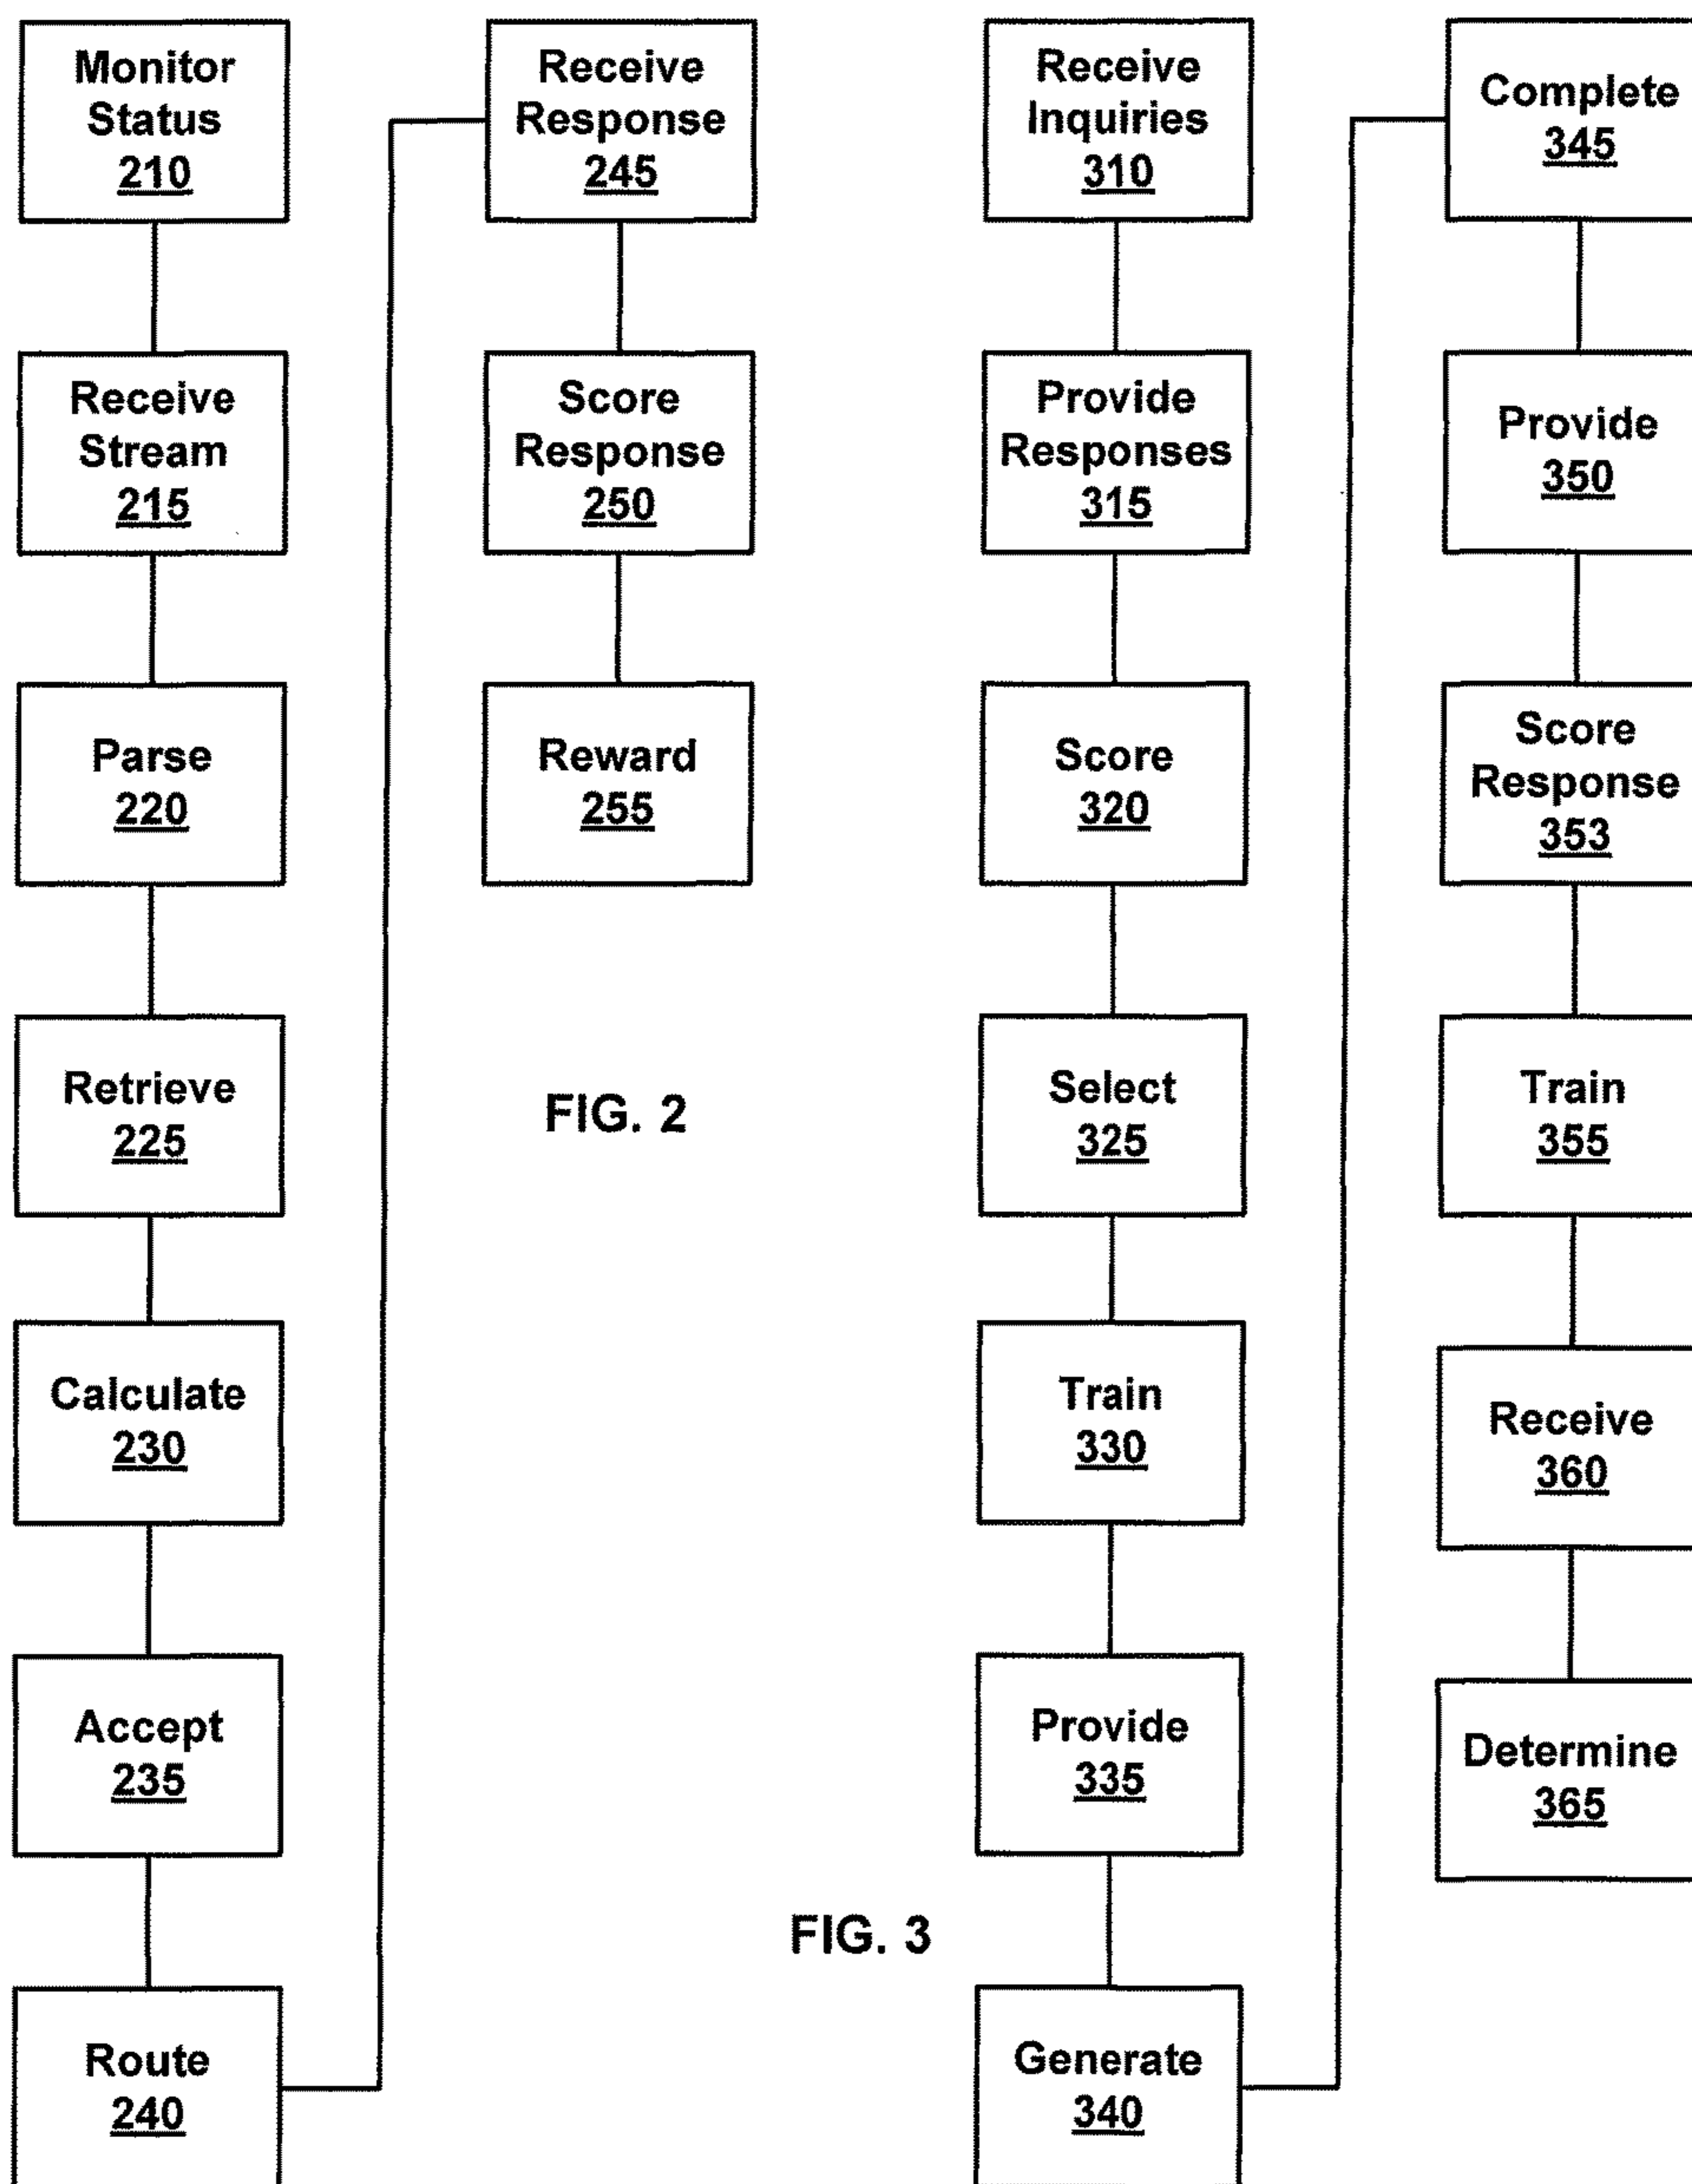 Monitor
Status
210
Receive
Stream
215
Parse
220
Retrieve
225
Calculate
230
Accept
235
Route
240
Receive
Response
245
Score
Response
250
Reward
255
FIG. 2
Receive
Inquiries
310
Provide
Responses
315
Score
320
Select
325
Train
330
Provide
335
Generate
340
Complete
345
Provide
350
Score
Response
353
Train
355
Receive
360
Determine
365
FIG. 3